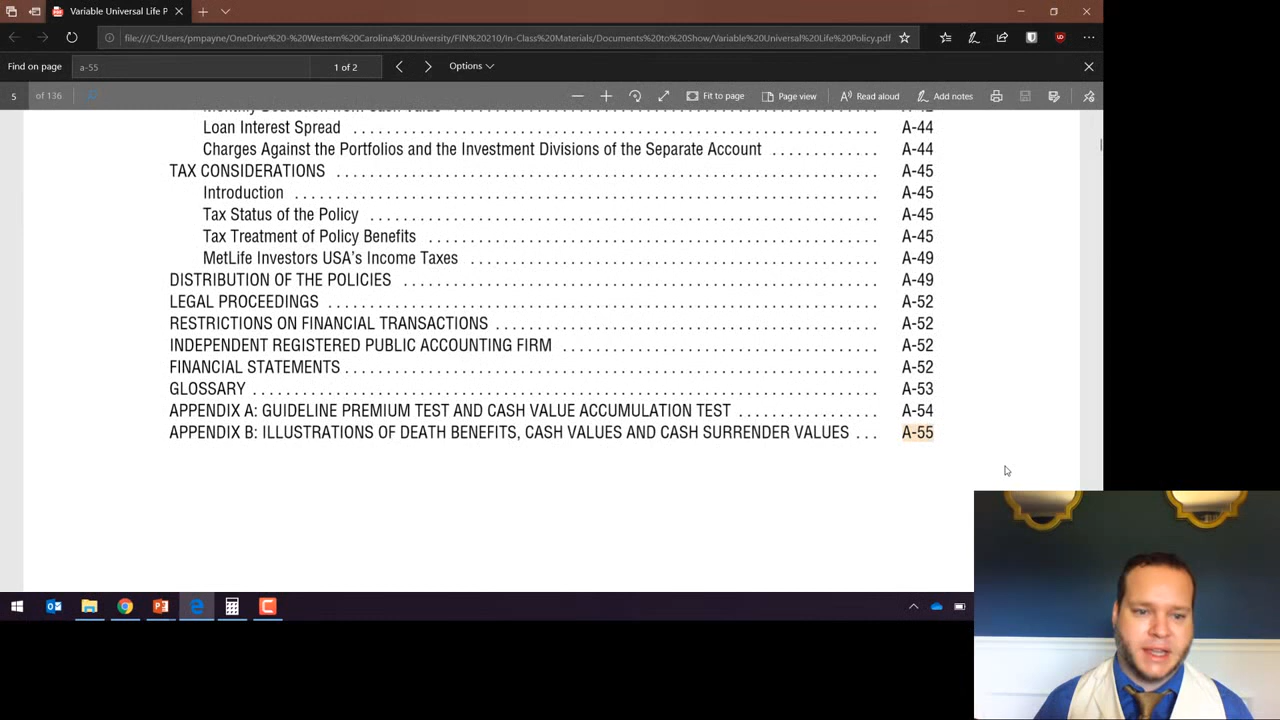 Variable Universal Life P
file:///C:/Users/pmpayne/OneDrive%20-%20Western%20Carolina%20University/FIN%20210/In-Class%20Materials/Documents%20to%20Show/Variable%20Universal%20Life%20Policy.pdf
Find on page a-55 1 of 2 Options
5 of 136 Fit to page Page view Read aloud Add notes
Loan Interest Spread A-44
Charges Against the Portfolios and the Investment Divisions of the Separate Account A-44
TAX CONSIDERATIONS A-45
Introduction A-45
Tax Status of the Policy A-45
Tax Treatment of Policy Benefits A-45
MetLife Investors USA's Income Taxes A-49
DISTRIBUTION OF THE POLICIES A-49
LEGAL PROCEEDINGS A-52
RESTRICTIONS ON FINANCIAL TRANSACTIONS A-52
INDEPENDENT REGISTERED PUBLIC ACCOUNTING FIRM A-52
FINANCIAL STATEMENTS A-52
GLOSSARY A-53
APPENDIX A: GUIDELINE PREMIUM TEST AND CASH VALUE ACCUMULATION TEST A-54
APPENDIX B: ILLUSTRATIONS OF DEATH BENEFITS, CASH VALUES AND CASH SURRENDER VALUES A-55